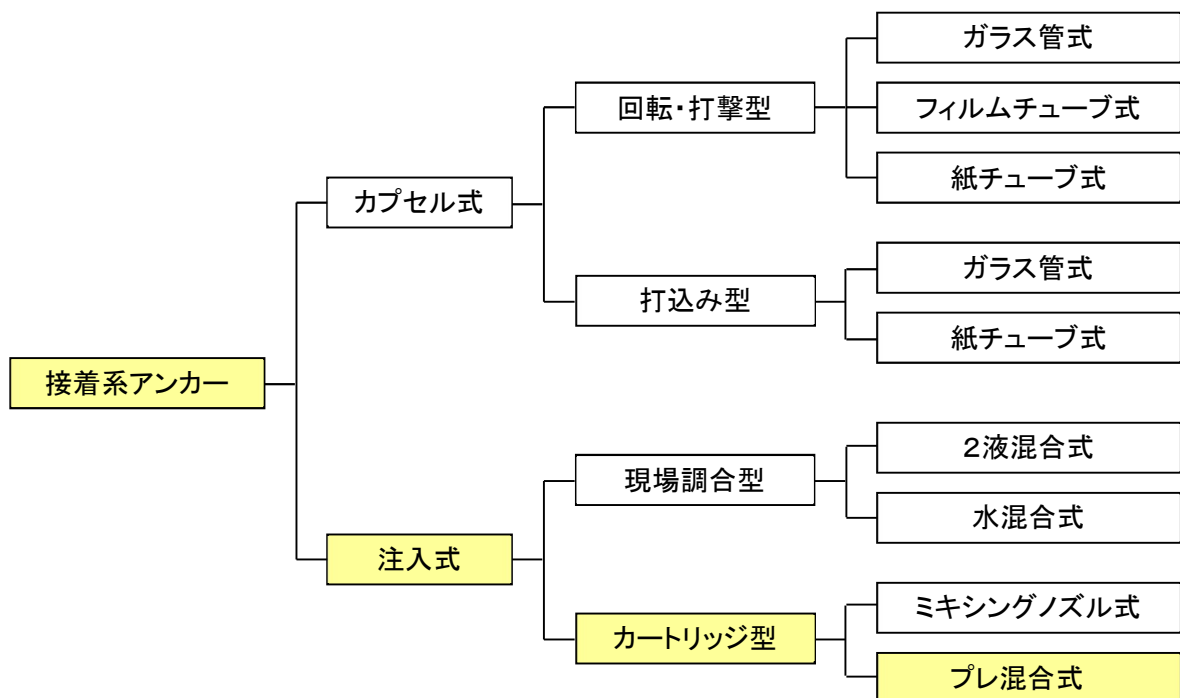 ガラス管式
回転・打撃型
フィルムチューブ式
紙チューブ式
カプセル式
ガラス管式
打込み型
紙チューブ式
接着系アンカー
2液混合式
現場調合型
水混合式
注入式
ミキシングノズル式
カートリッジ型
プレ混合式